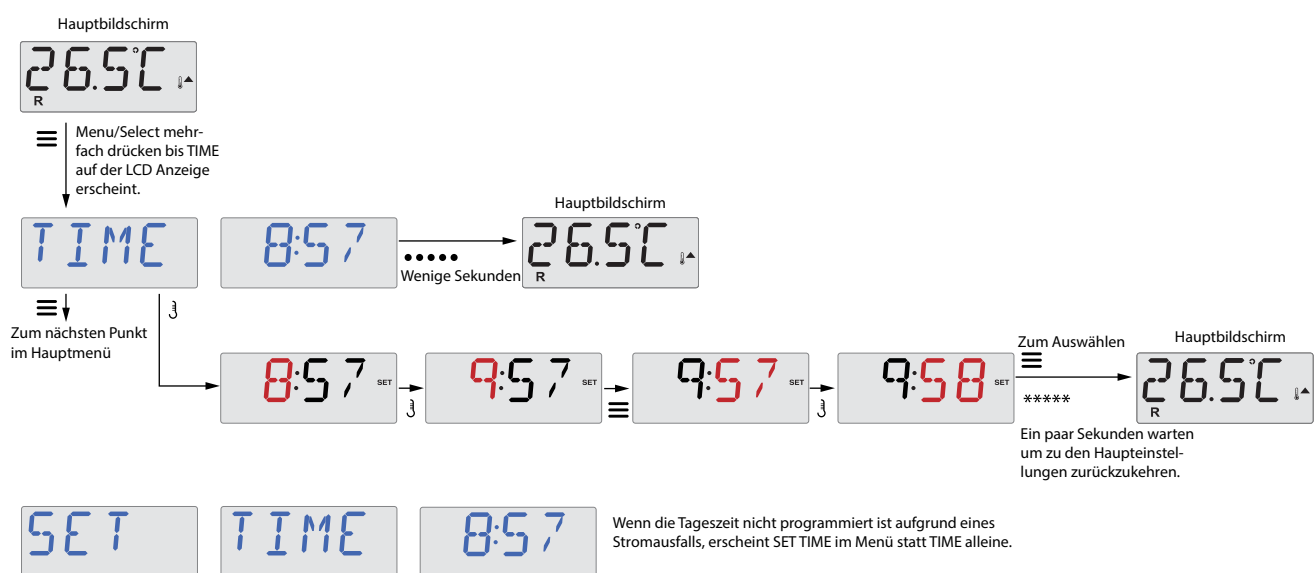 Hauptbildschirm
26.5°C
R
Menu/Select mehr-
fach drücken bis TIME
auf der LCD Anzeige
erscheint.
TIME
8:57
Wenige Sekunden
Hauptbildschirm
26.5°C
R
Zum nächsten Punkt
im Hauptmenü
8:57 SET
9:57 SET
9:57 SET
9:58 SET
Zum Auswählen
*****
Ein paar Sekunden warten
um zu den Haupteinstel-
lungen zurückzukehren.
Hauptbildschirm
26.5°C
R
SET
TIME
8:57
Wenn die Tageszeit nicht programmiert ist aufgrund eines
Stromausfalls, erscheint SET TIME im Menü statt TIME alleine.